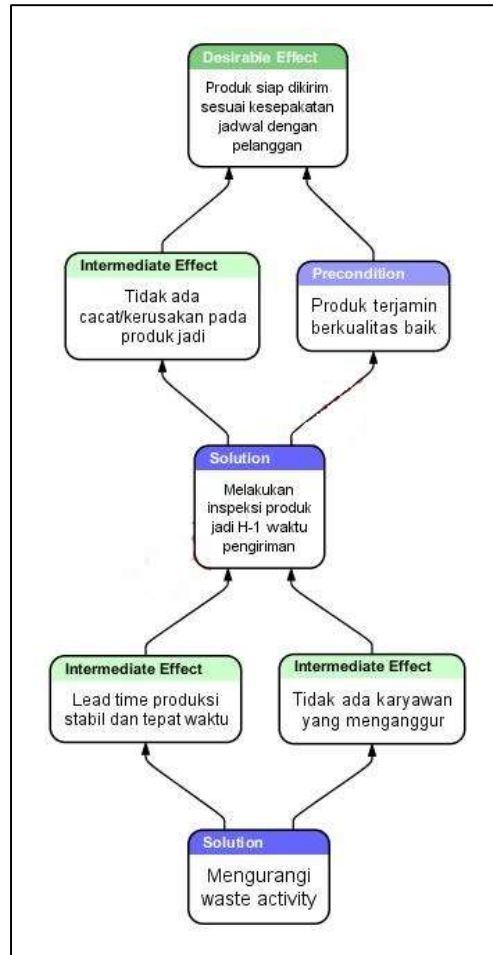 Desirable Effect
Produk siap dikirim
sesuai kesepakatan
jadwal dengan
pelanggan
Intermediate Effect
Tidak ada
cacat/kerusakan pada
produk jadi
Precondition
Produk terjamin
berkualitas baik
Solution
Melakukan
inspeksi produk
jadi H-1 waktu
pengiriman
Intermediate Effect
Lead time produksi
stabil dan tepat waktu
Intermediate Effect
Tidak ada karyawan
yang menganggur
Solution
Mengurangi
waste activity